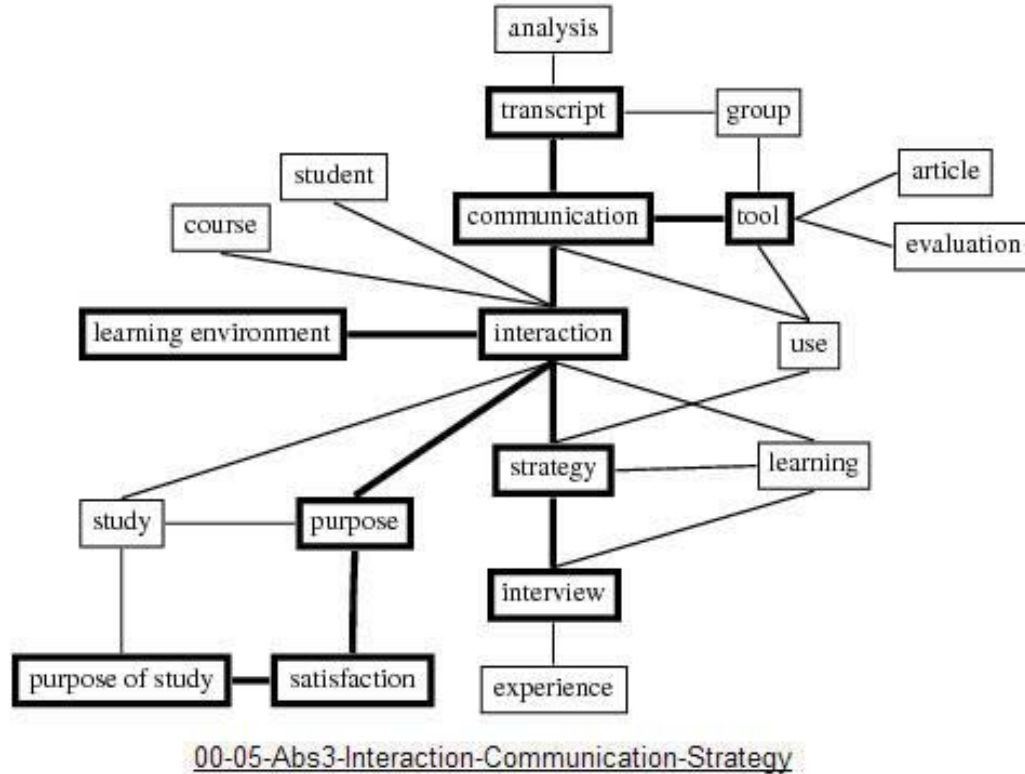 analysis
transcript
group
student
article
communication
tool
course
evaluation
learning environment
interaction
use
strategy
learning
study
purpose
interview
purpose of study
satisfaction
experience
00-05-Abs3-Interaction-Communication-Strategy